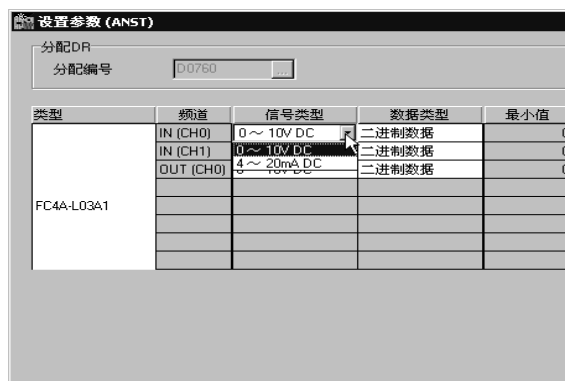 设置参数 (ANST)
分配DR
分配编号 D0760 ...
类型 频道 信号类型 数据类型 最小值
IN (CH0) 0～ 10V DC 二进制数据
IN (CH1) 0～ 10V DC 二进制数据
OUT (CH0) 4～ 20mA DC 二进制数据
FC4A-L03A1